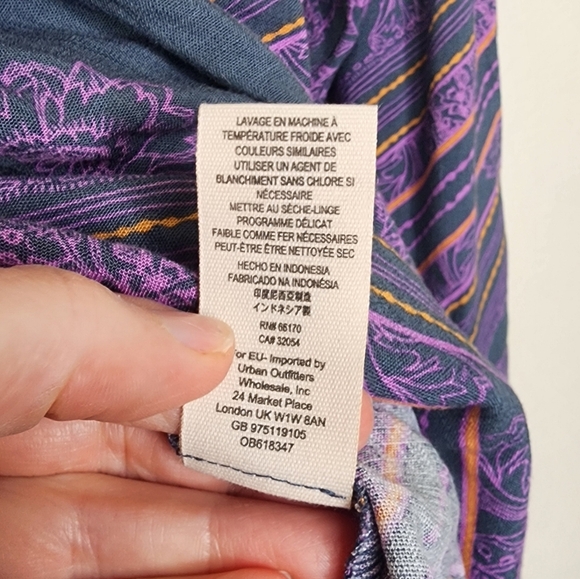 LAVAGE EN MACHINE À
TEMPÉRATURE FROIDE AVEC
COULEURS SIMILAIRES
UTILISER UN AGENT DE
BLANCHIMENT SANS CHLORE SI
NÉCESSAIRE
METTRE AU SÈCHE-LINGE
PROGRAMME DÉLICAT
FAIBLE COMME FER NÉCESSAIRES
PEUT-ÊTRE ÊTRE NETTOYÉE SEC
HECHO EN INDONESIA
FABRICADO NA INDONÉSIA
印度尼西亞制造
インドネシア製
RN# 66170
CA# 32054
or EU- Imported by
Urban Outfitters
Wholesale, Inc
24 Market Place
London UK W1W 8AN
GB 975119105
OB618347